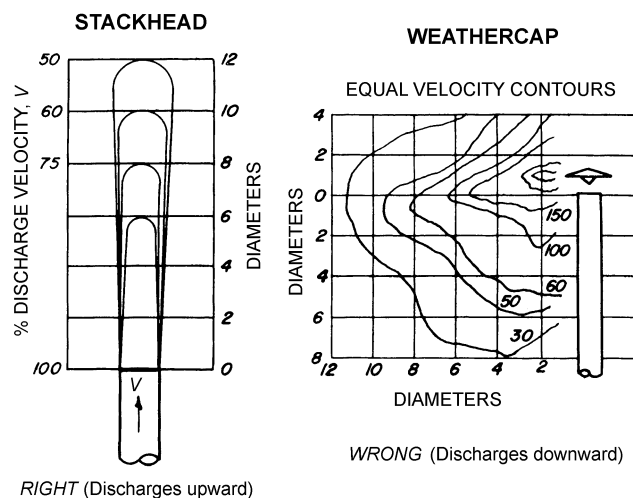 STACKHEAD
% DISCHARGE VELOCITY, V
50
60
75
100
12
10
8
6
4
2
0
DIAMETERS
V
RIGHT (Discharges upward)
WEATHERCAP
EQUAL VELOCITY CONTOURS
DIAMETERS
4
2
0
2
4
6
8
150
100
60
50
30
12 10 8 6 4 2
DIAMETERS
WRONG (Discharges downward)